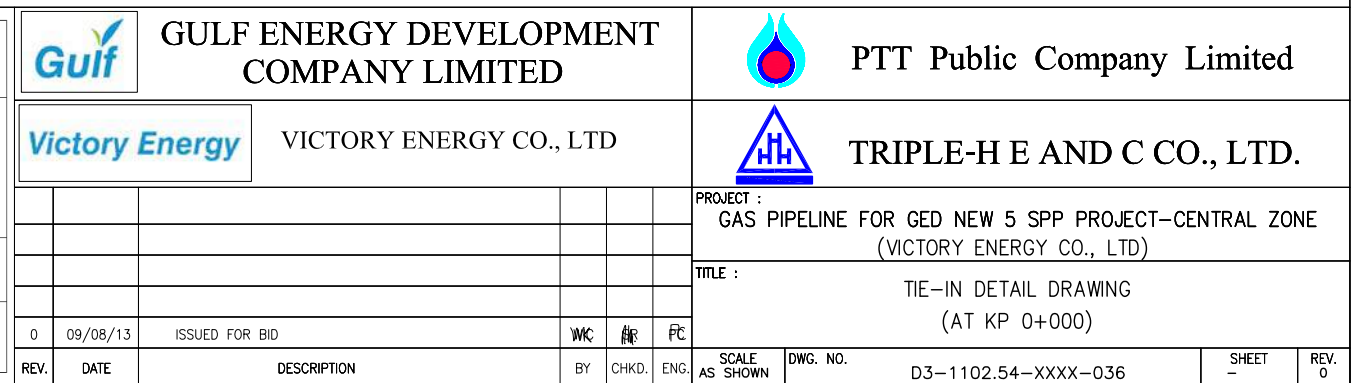 Gulf
GULF ENERGY DEVELOPMENT
COMPANY LIMITED
PTT Public Company Limited
Victory Energy
VICTORY ENERGY CO., LTD
TRIPLE-H E AND C CO., LTD.
PROJECT :
GAS PIPELINE FOR GED NEW 5 SPP PROJECT-CENTRAL ZONE
(VICTORY ENERGY CO., LTD)
TITLE :
TIE-IN DETAIL DRAWING
(AT KP 0+000)
0 09/08/13 ISSUED FOR BID
REV. DATE DESCRIPTION BY CHKD. ENG.
SCALE
AS SHOWN
DWG. NO.
D3-1102.54-XXXX-036
SHEET
-
REV.
0